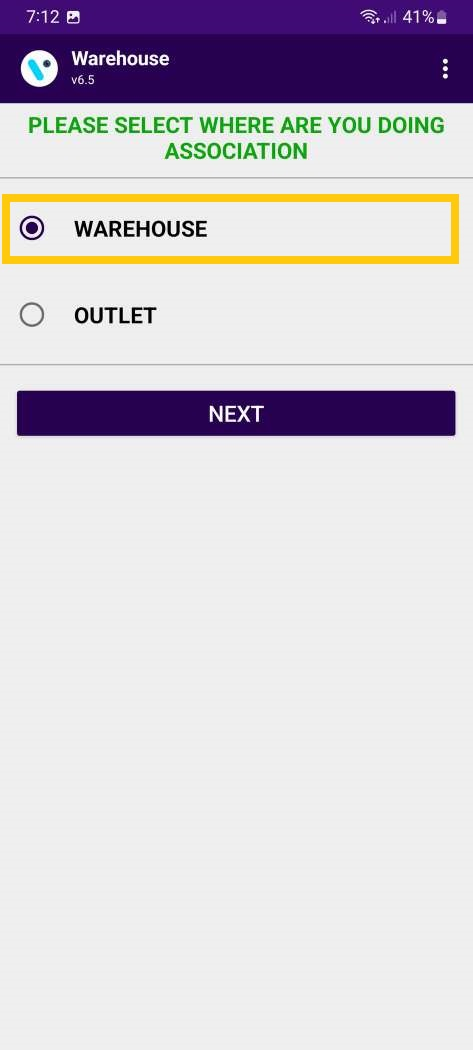 7:12 41%
Warehouse
v6.5
PLEASE SELECT WHERE ARE YOU DOING
ASSOCIATION
WAREHOUSE
OUTLET
NEXT